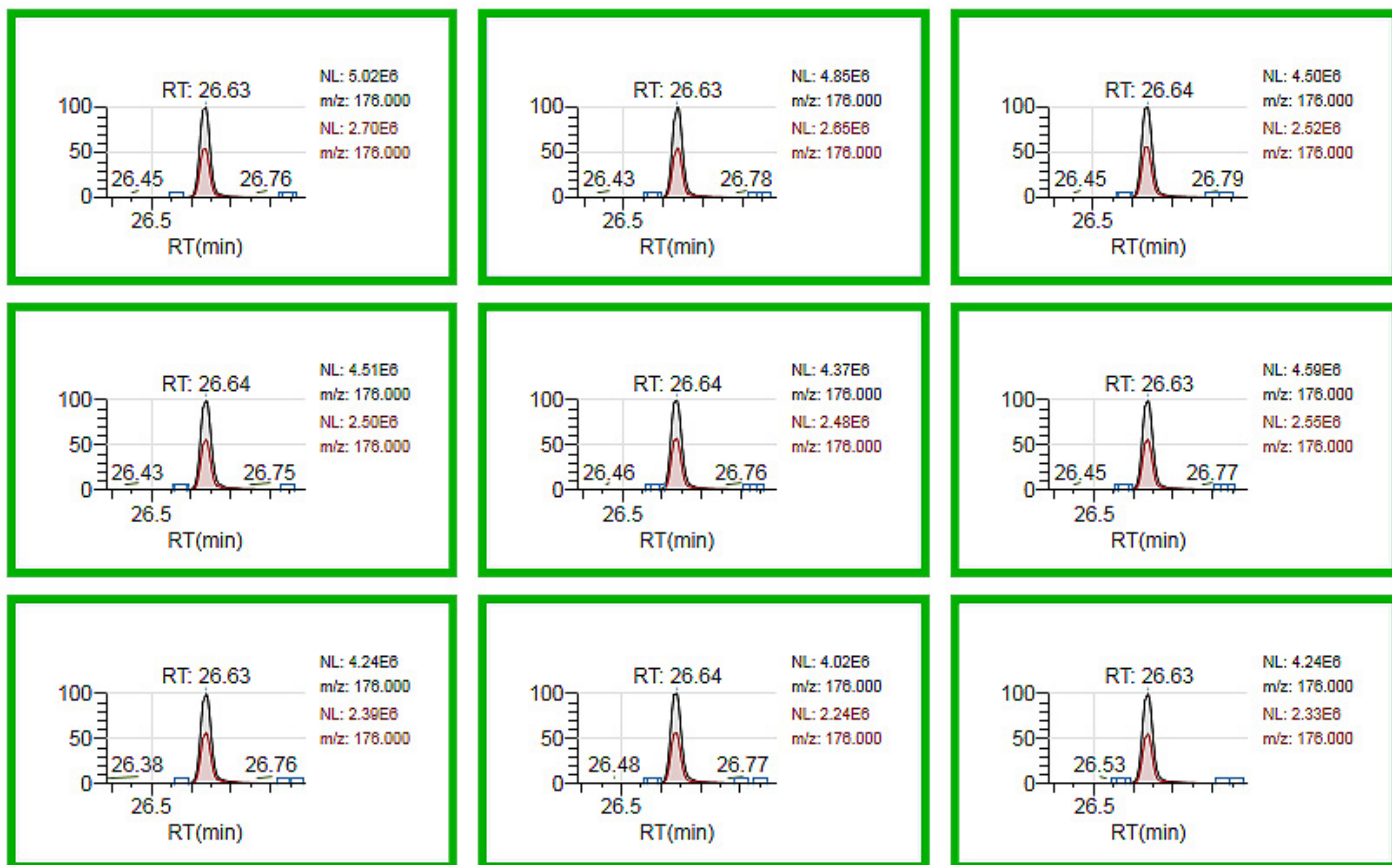 NL: 5.02E6
RT: 26.63
m/z: 176.000
100
NL: 2.70E6
50
m/z: 176.000
26.45
26.76
0
26.5
RT(min)
NL: 4.85E6
RT: 26.63
m/z: 176.000
100
NL: 2.65E6
50
m/z: 176.000
26.43
26.78
0
26.5
RT(min)
NL: 4.50E6
RT: 26.64
m/z: 176.000
100
NL: 2.52E6
50
m/z: 176.000
26.45
26.79
0
26.5
RT(min)
NL: 4.51E6
RT: 26.64
m/z: 176.000
100
NL: 2.50E6
50
m/z: 176.000
26.43
26.75
0
26.5
RT(min)
NL: 4.37E6
RT: 26.64
m/z: 176.000
100
NL: 2.48E6
50
m/z: 176.000
26.46
26.76
0
26.5
RT(min)
NL: 4.59E6
RT: 26.63
m/z: 176.000
100
NL: 2.55E6
50
m/z: 176.000
26.45
26.77
0
26.5
RT(min)
NL: 4.24E6
RT: 26.63
m/z: 176.000
100
NL: 2.39E6
50
m/z: 176.000
26.38
26.76
0
26.5
RT(min)
NL: 4.02E6
RT: 26.64
m/z: 176.000
100
NL: 2.24E6
50
m/z: 176.000
26.48
26.77
0
26.5
RT(min)
NL: 4.24E6
RT: 26.63
m/z: 176.000
100
NL: 2.33E6
50
m/z: 176.000
26.53
0
26.5
RT(min)